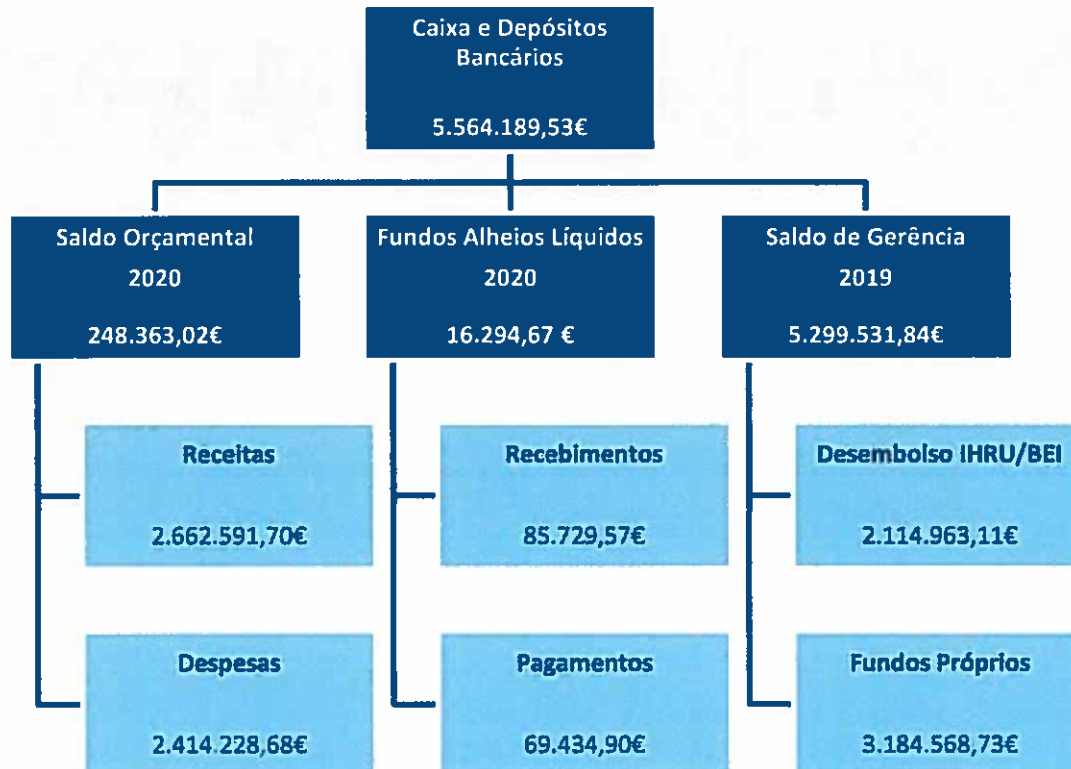 Caixa e Depósitos
Bancários
5.564.189,53€
Saldo Orçamental
2020
248.363,02€
Fundos Alheios Líquidos
2020
16.294,67 €
Saldo de Gerência
2019
5.299.531,84€
Receitas
2.662.591,70€
Recebimentos
85.729,57€
Desembolso IHRU/BEI
2.114.963,11€
Despesas
2.414.228,68€
Pagamentos
69.434,90€
Fundos Próprios
3.184.568,73€